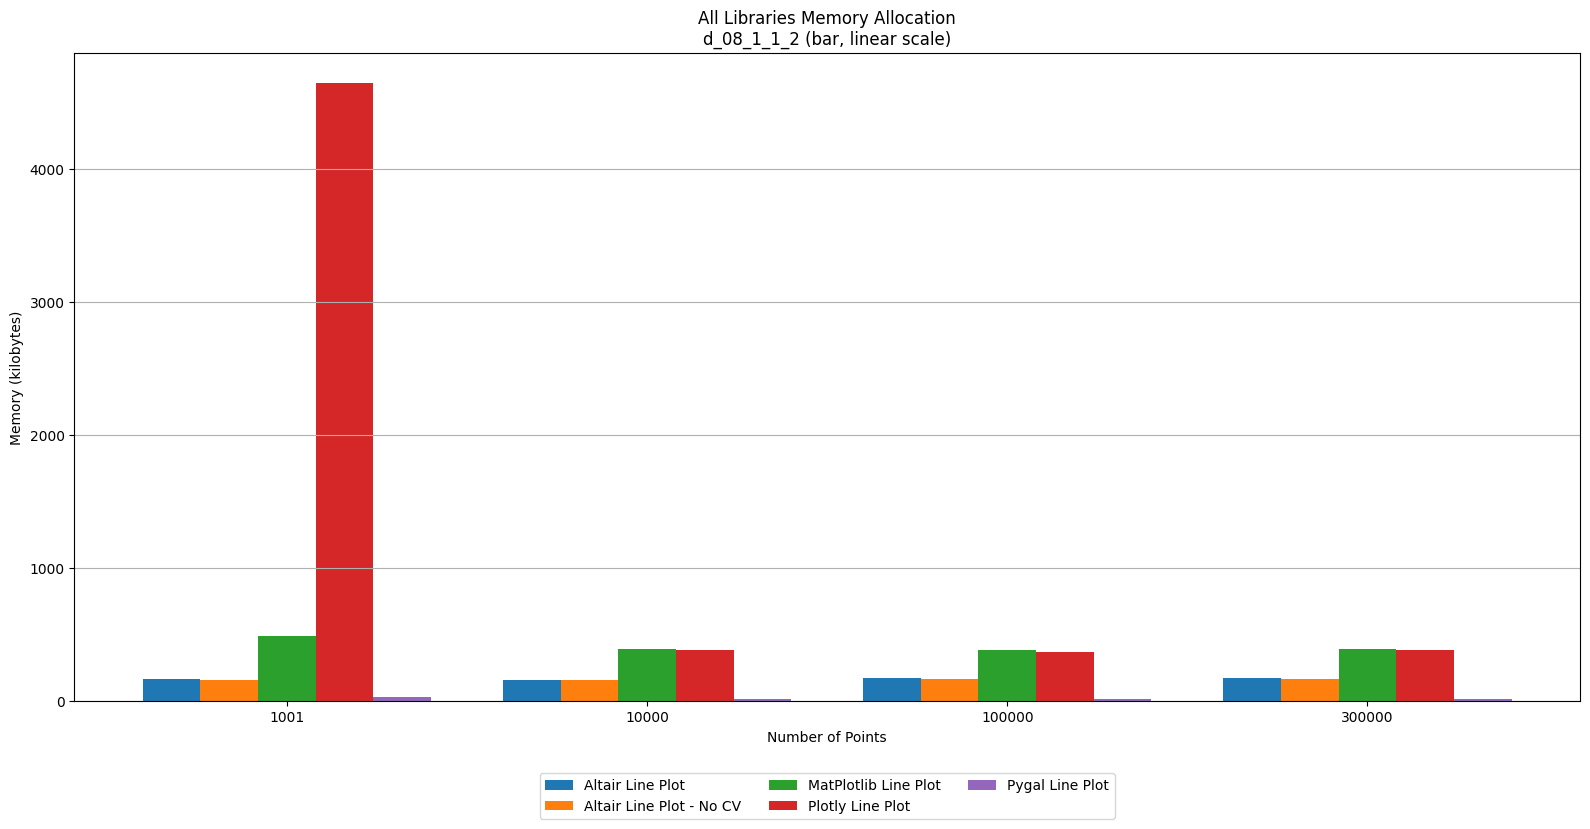 All Libraries Memory Allocation
d_08_1_1_2 (bar, linear scale)
Memory (kilobytes)
4000
3000
2000
1000
0
1001
10000
100000
300000
Number of Points
Altair Line Plot
Altair Line Plot - No CV
MatPlotlib Line Plot
Plotly Line Plot
Pygal Line Plot